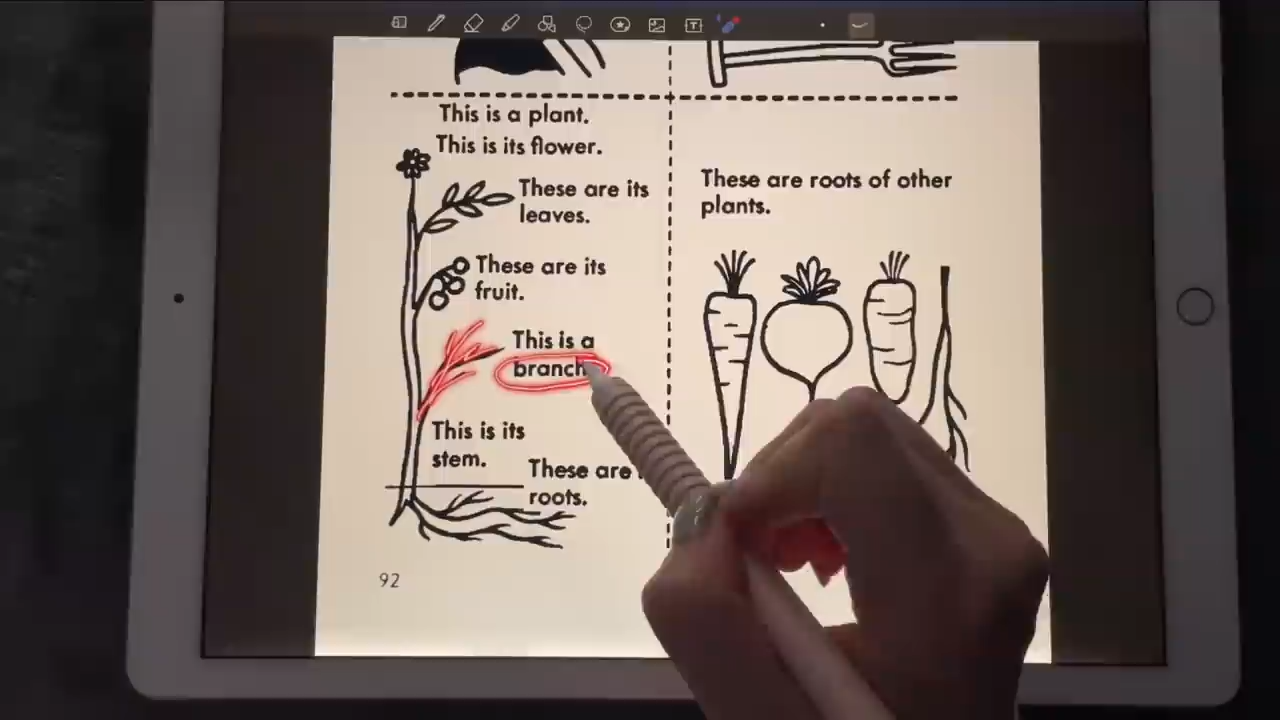 This is a plant.
This is its flower.
These are its
leaves.
These are its
fruit.
This is a
branch
This is its
stem.
These are
roots.
92
These are roots of other
plants.
T